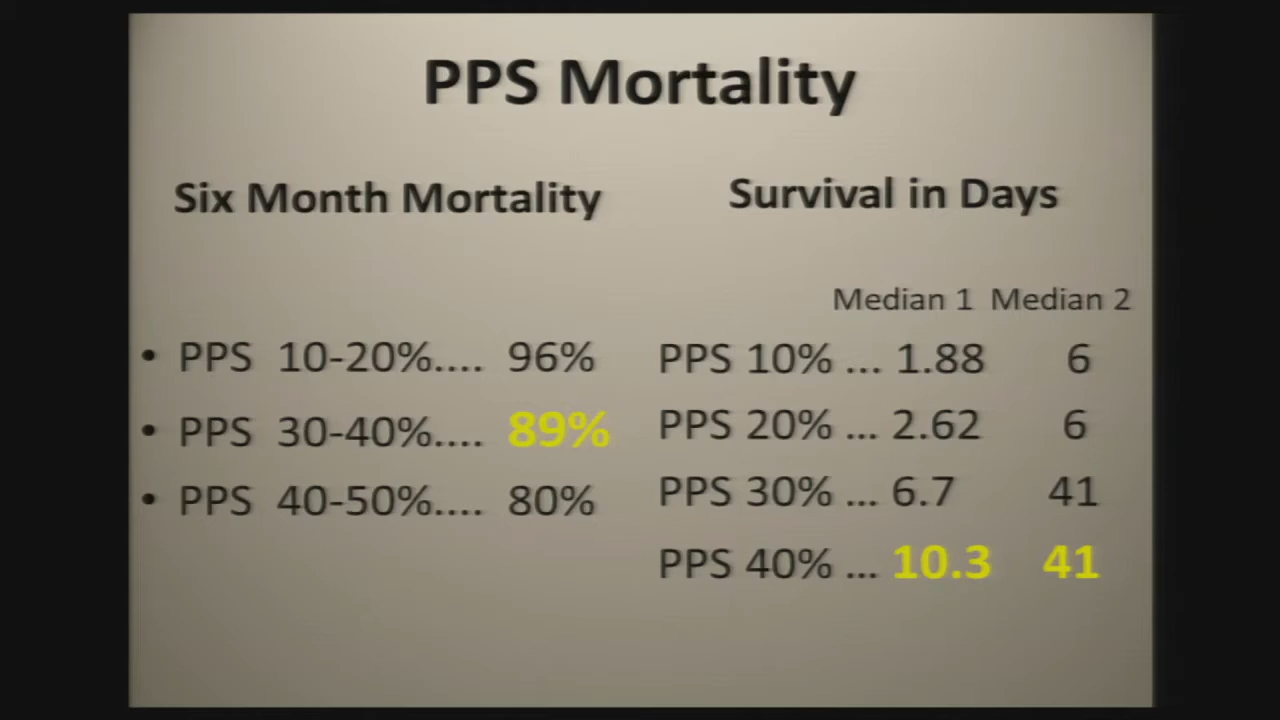 PPS Mortality
Six Month Mortality
• PPS 10-20%.... 96%
• PPS 30-40%.... 89%
• PPS 40-50%.... 80%
Survival in Days
Median 1 Median 2
PPS 10% ... 1.88 6
PPS 20% ... 2.62 6
PPS 30% ... 6.7 41
PPS 40% ... 10.3 41